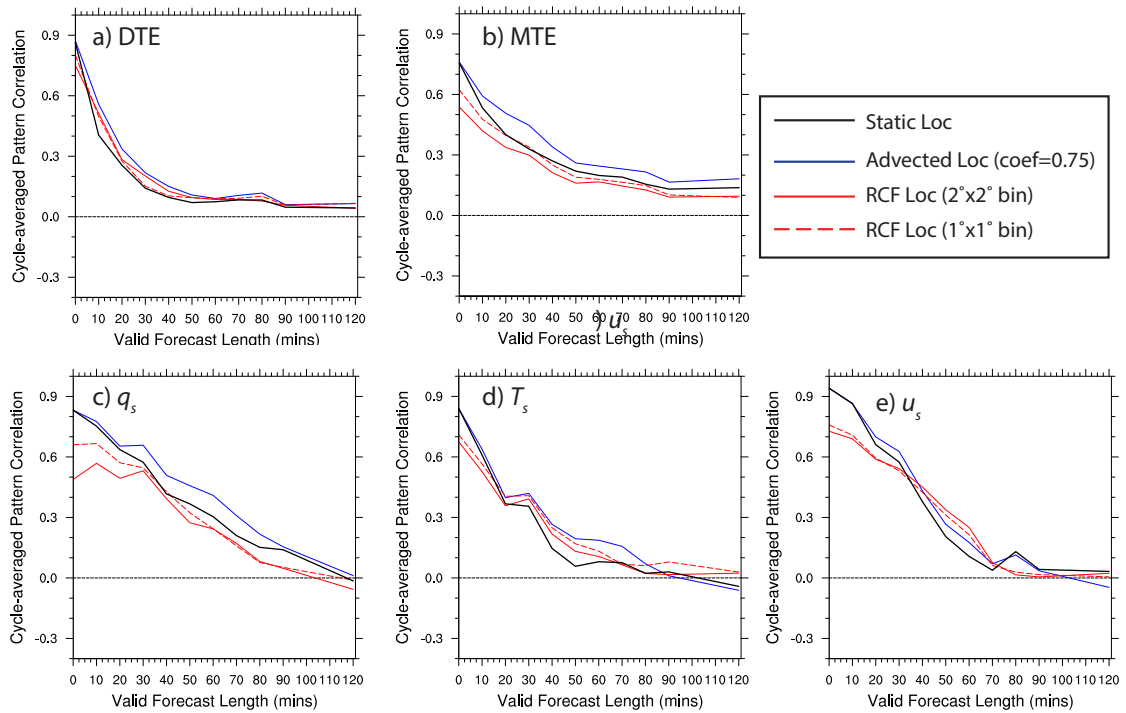 a) DTE
Cycle-averaged Pattern Correlation
0.9
0.6
0.3
0.0
-0.3
0 10 20 30 40 50 60 70 80 90 100 110 120
Valid Forecast Length (mins)
b) MTE
Cycle-averaged Pattern Correlation
0.9
0.6
0.3
0.0
-0.3
0 10 20 30 40 50 60 70 80 90 100 110 120
) u_s
Valid Forecast Length (mins)
Static Loc
Advected Loc (coef=0.75)
RCF Loc (2°x2° bin)
RCF Loc (1°x1° bin)
c) q_s
Cycle-averaged Pattern Correlation
0.9
0.6
0.3
0.0
-0.3
0 10 20 30 40 50 60 70 80 90 100 110 120
Valid Forecast Length (mins)
d) T_s
Cycle-averaged Pattern Correlation
0.9
0.6
0.3
0.0
-0.3
0 10 20 30 40 50 60 70 80 90 100 110 120
Valid Forecast Length (mins)
e) u_s
Cycle-averaged Pattern Correlation
0.9
0.6
0.3
0.0
-0.3
0 10 20 30 40 50 60 70 80 90 100 110 120
Valid Forecast Length (mins)